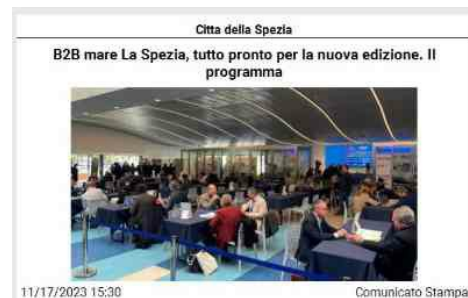 Citta della Spezia
B2B mare La Spezia, tutto pronto per la nuova edizione. Il
programma
11/17/2023 15:30
Comunicato Stampa